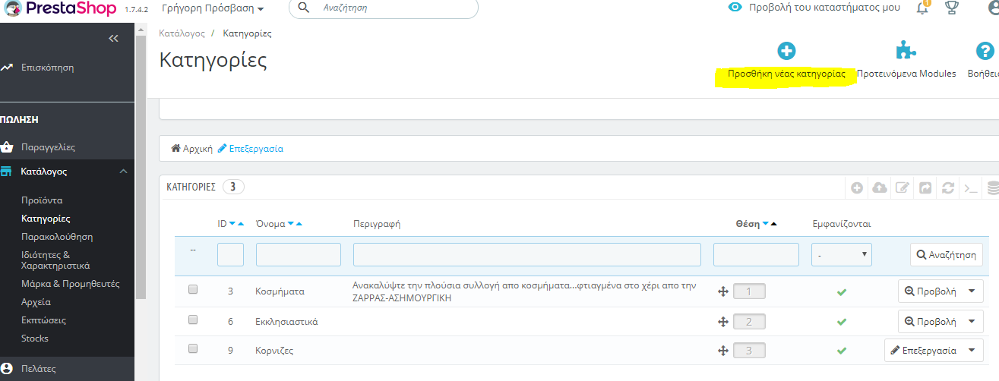 PrestaShop 1.7.4.2 Γρήγορη Πρόσβαση Αναζήτηση Προβολή του καταστήματος μου 1
Κατάλογος / Κατηγορίες
Κατηγορίες
Προσθήκη νέας κατηγορίας Προτεινόμενα Modules Βοήθει
Επισκόπηση
ΠΩΛΗΣΗ
Παραγγελίες
Κατάλογος
Προϊόντα
Κατηγορίες
Παρακολούθηση
Ιδιότητες &
Χαρακτηριστικά
Μάρκα & Προμηθευτές
Αρχεία
Εκπτώσεις
Stocks
Πελάτες
Αρχική Επεξεργασία
ΚΑΤΗΓΟΡΙΕΣ 3
ID Όνομα Περιγραφή Θέση Εμφανίζονται
-- - Αναζήτηση
3 Κοσμήματα Ανακαλύψτε την πλούσια συλλογή απο κοσμήματα...φτιαγμένα στο χέρι απο την
ΖΑΡΡΑΣ-ΑΣΗΜΟΥΡΓΙΚΗ 1 Προβολή
6 Εκκλησιαστικά 2 Προβολή
9 Κορνιζες 3 Επεξεργασία